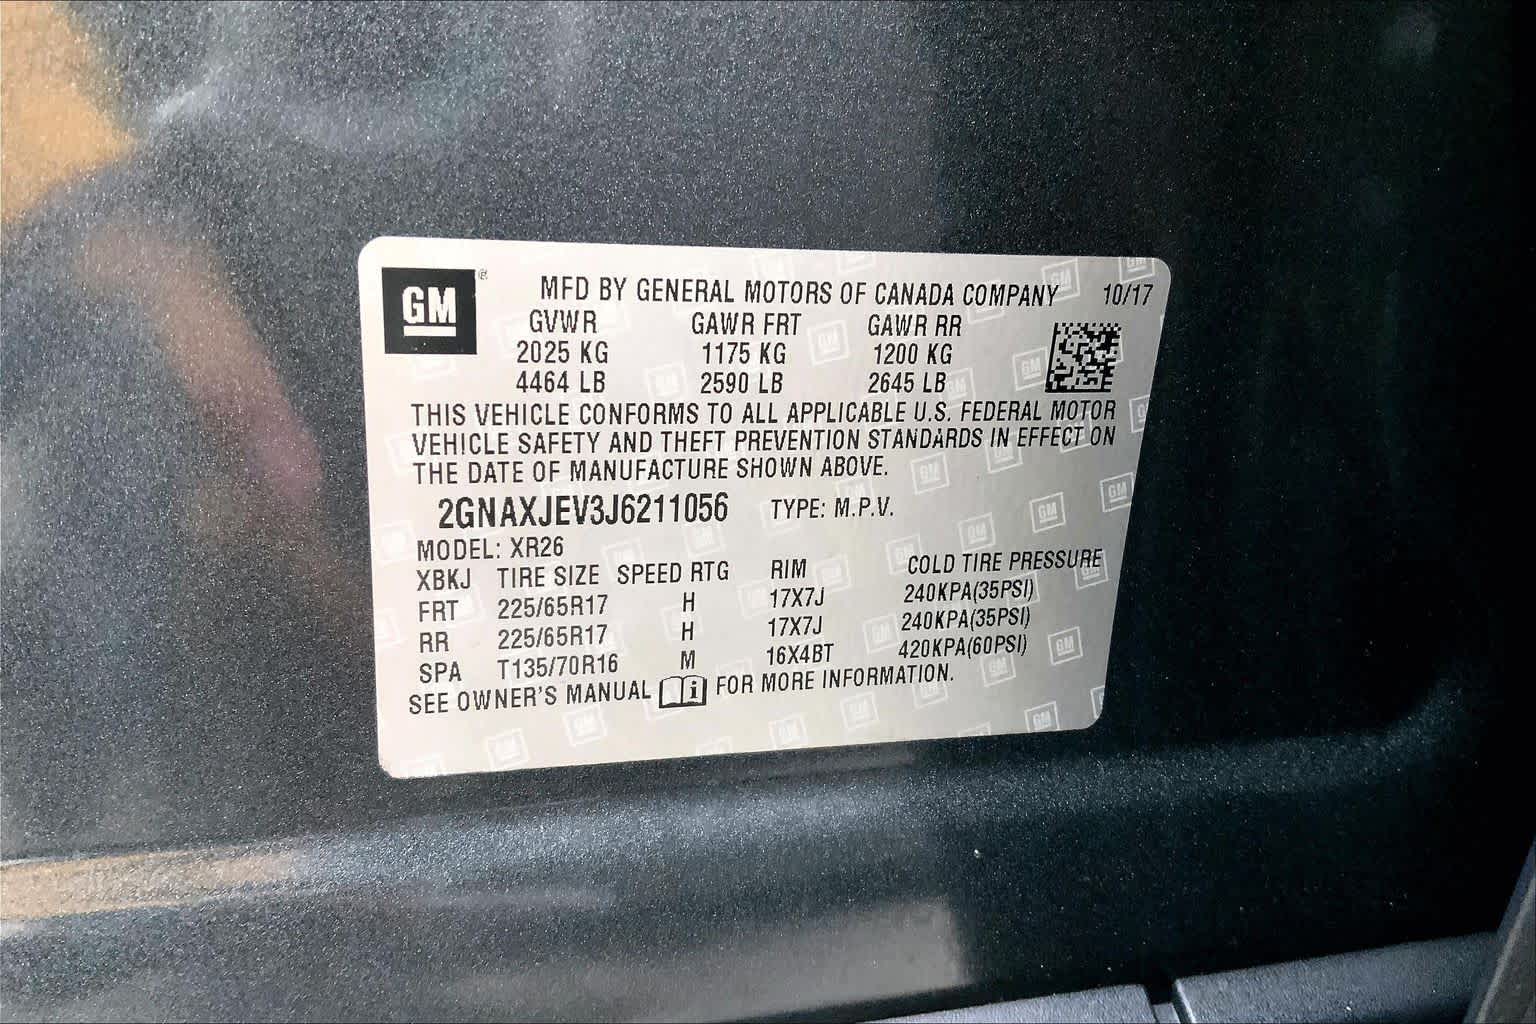 GM
MFD BY GENERAL MOTORS OF CANADA COMPANY 10/17
GVWR GAWR FRT GAWR RR
2025 KG 1175 KG 1200 KG
4464 LB 2590 LB 2645 LB
THIS VEHICLE CONFORMS TO ALL APPLICABLE U.S. FEDERAL MOTOR
VEHICLE SAFETY AND THEFT PREVENTION STANDARDS IN EFFECT ON
THE DATE OF MANUFACTURE SHOWN ABOVE.
2GNAXJEV3J6211056 TYPE: M.P.V.
MODEL: XR26
XBKJ TIRE SIZE SPEED RTG RIM COLD TIRE PRESSURE
FRT 225/65R17 H 17X7J 240KPA(35PSI)
RR 225/65R17 H 17X7J 240KPA(35PSI)
SPA T135/70R16 M 16X4BT 420KPA(60PSI)
SEE OWNER'S MANUAL i FOR MORE INFORMATION.